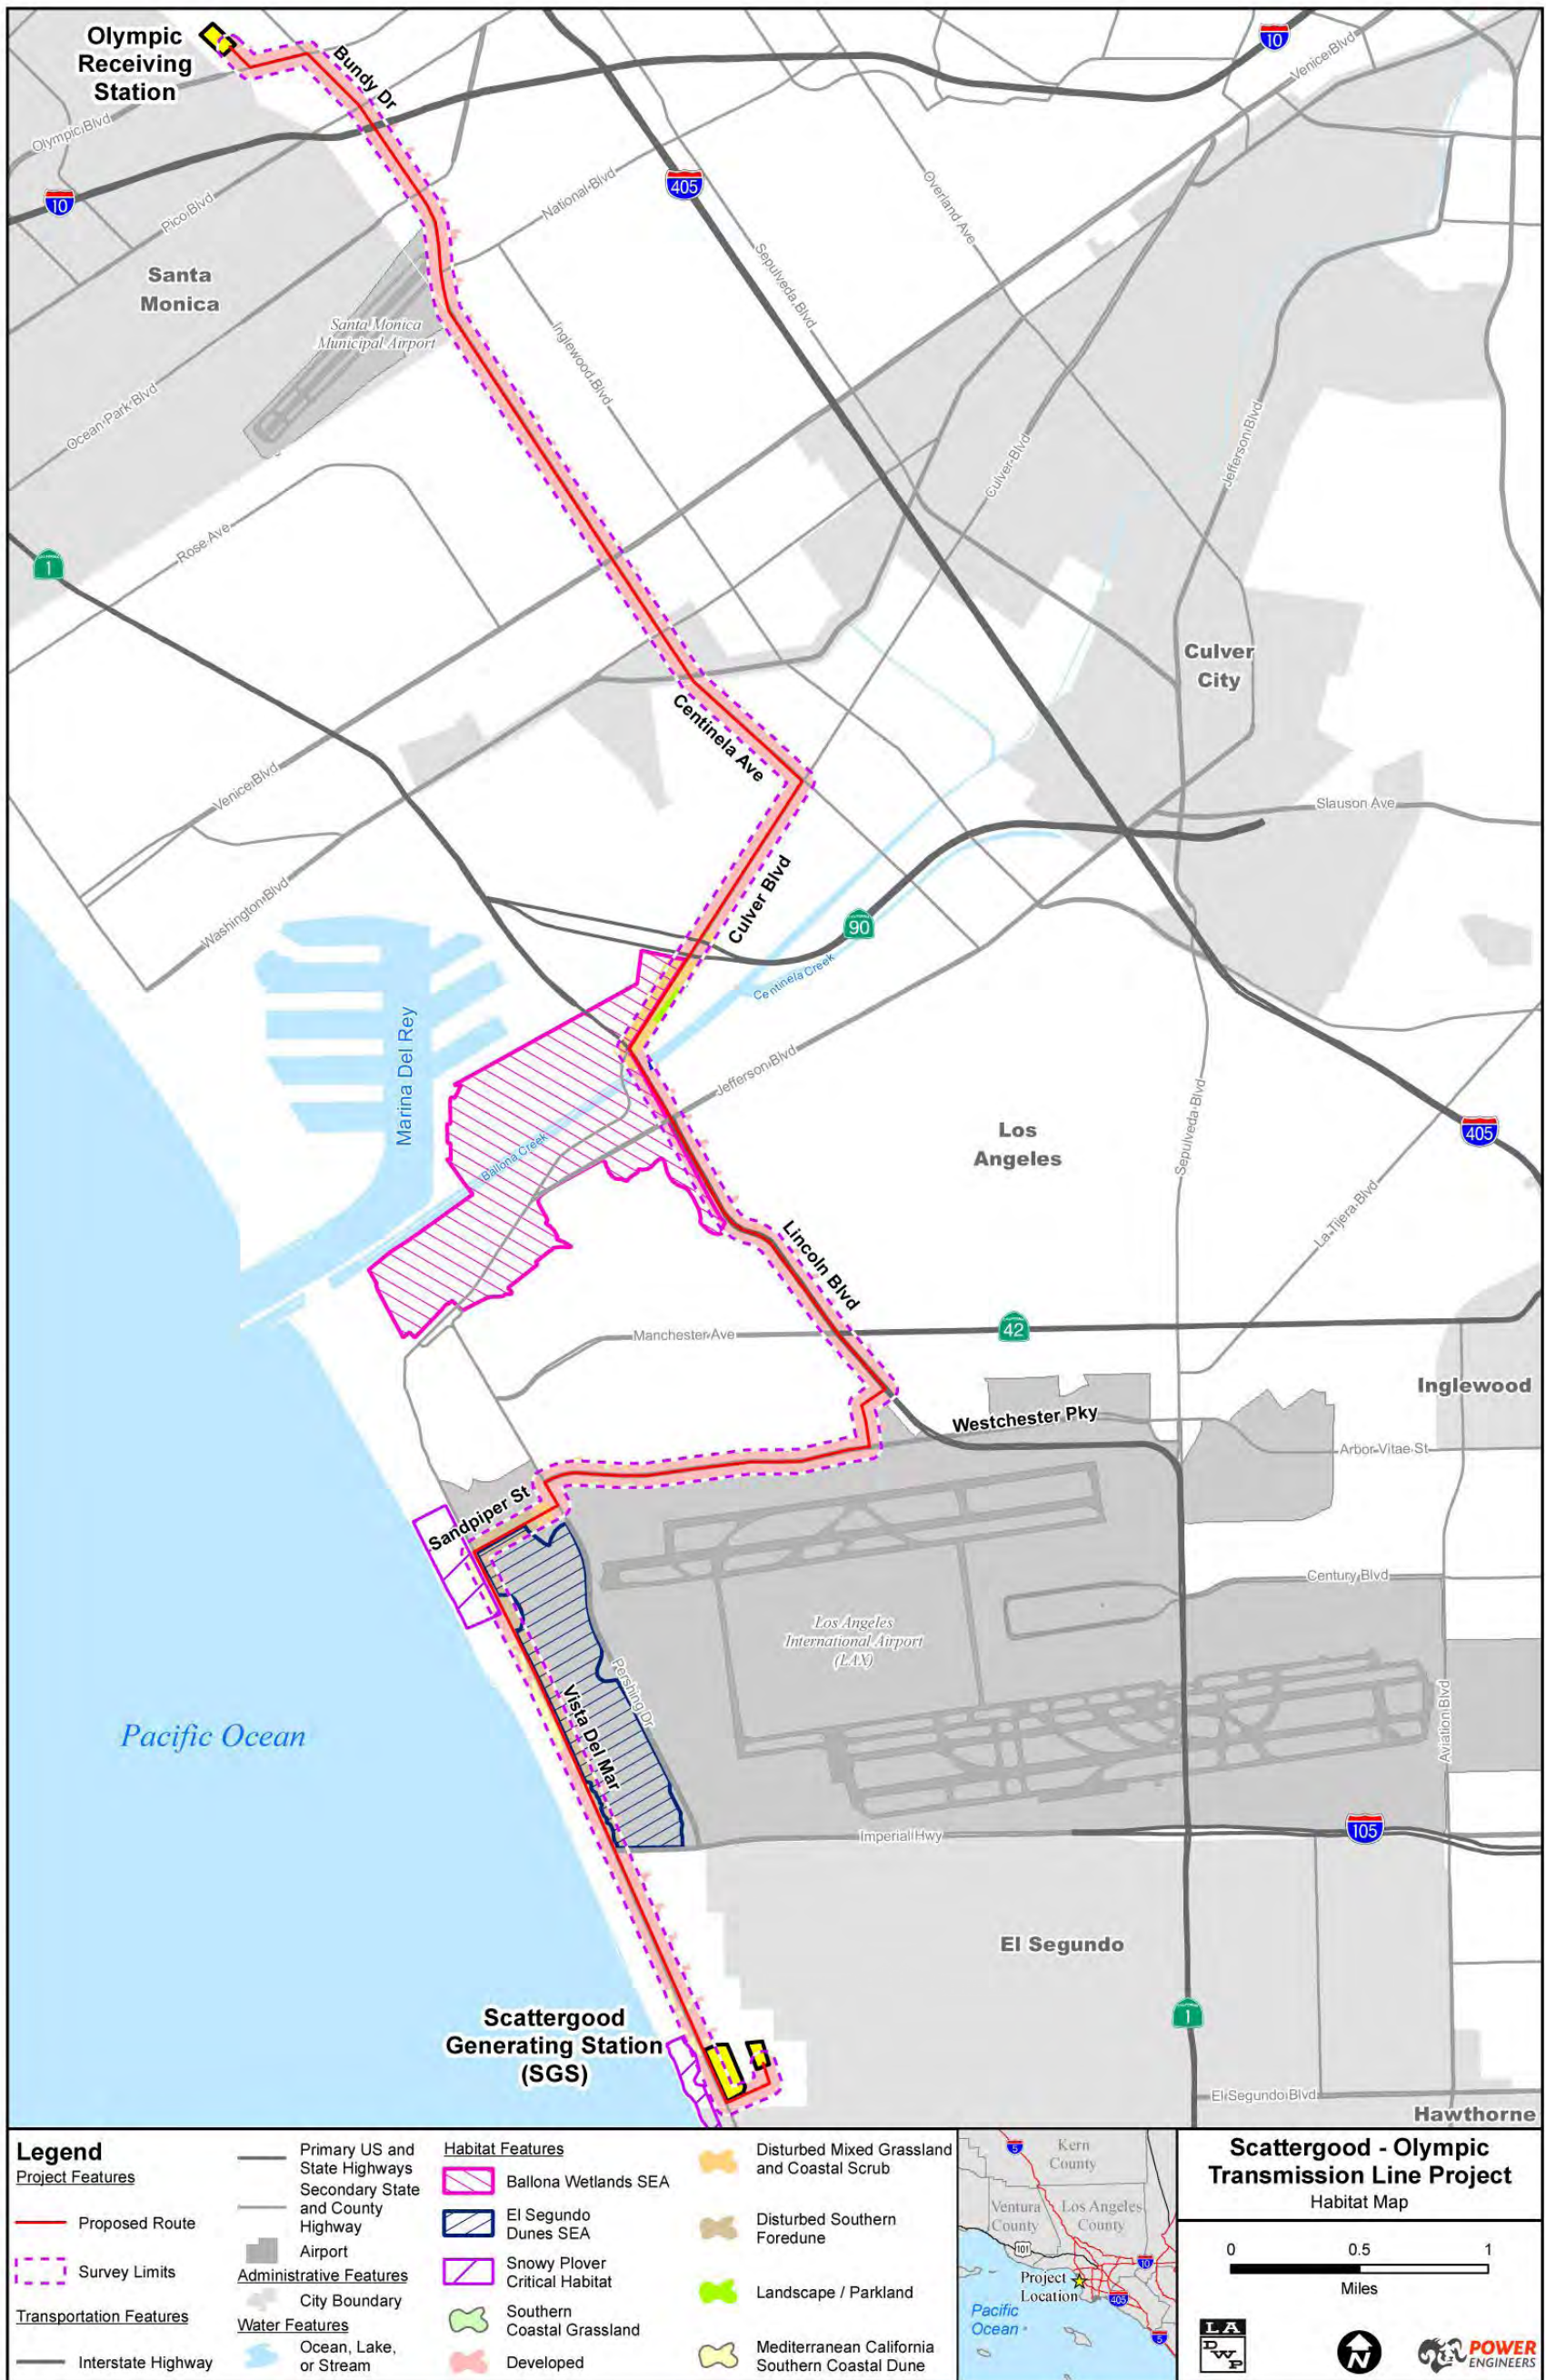 Olympic
Receiving
Station
Bundy Dr
10
Venice Blvd
Olympic Blvd
10
Pico Blvd
National Blvd
405
Overland Ave
Santa
Monica
Sepulveda Blvd
Santa Monica
Municipal Airport
Inglewood Blvd
Ocean Park Blvd
Culver Blvd
Jefferson Blvd
Rose Ave
1
Culver
City
Centinela Ave
Venice Blvd
Slauson Ave
Washington Blvd
Culver Blvd
90
Centinela Creek
Marina Del Rey
Jefferson Blvd
Los
Angeles
Sepulveda Blvd
405
Ballona Creek
La Tijera Blvd
Lincoln Blvd
Manchester Ave
42
Inglewood
Westchester Pky
Arbor Vitae St
Sandpiper St
Century Blvd
Los Angeles
International Airport
(LAX)
Pershing Dr
Vista Del Mar
Aviation Blvd
Pacific Ocean
Imperial Hwy
105
El Segundo
1
Scattergood
Generating Station
(SGS)
El Segundo Blvd
Hawthorne
Legend
Project Features
Proposed Route
Survey Limits
Transportation Features
Interstate Highway
Primary US and
State Highways
Secondary State
and County
Highway
Airport
Administrative Features
City Boundary
Water Features
Ocean, Lake,
or Stream
Habitat Features
Ballona Wetlands SEA
El Segundo
Dunes SEA
Snowy Plover
Critical Habitat
Southern
Coastal Grassland
Developed
Disturbed Mixed Grassland
and Coastal Scrub
Disturbed Southern
Foredune
Landscape / Parkland
Mediterranean California
Southern Coastal Dune
5
Kern
County
Ventura
County
Los Angeles
County
101
10
Project
Location
405
Pacific
Ocean
5
Scattergood - Olympic
Transmission Line Project
Habitat Map
0 0.5 1
Miles
LA
DWP
N
POWER
ENGINEERS